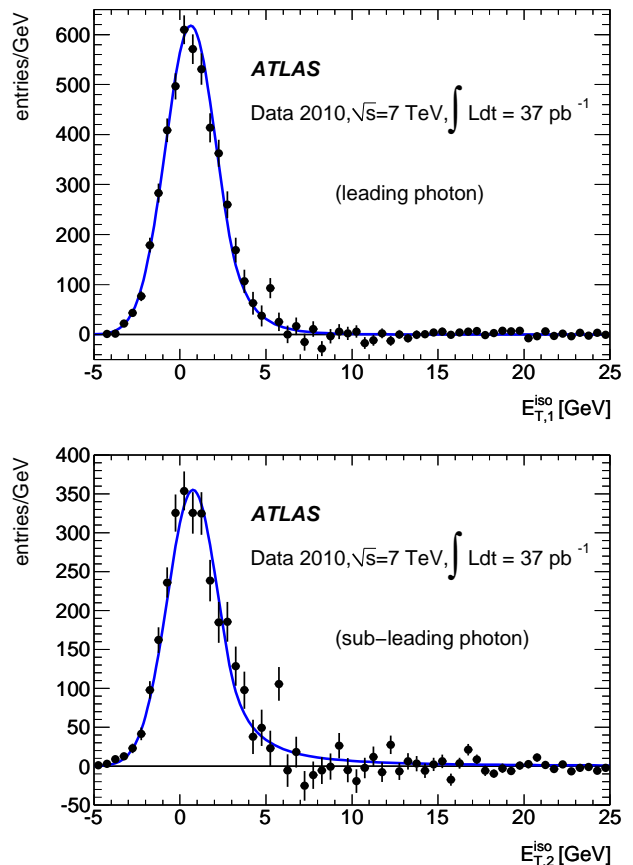 entries/GeV
600
500
400
300
200
100
0
ATLAS
Data 2010,√s=7 TeV,∫ Ldt = 37 pb⁻¹
(leading photon)
-5 0 5 10 15 20 25
E_{T,1}^{iso} [GeV]
entries/GeV
400
350
300
250
200
150
100
50
0
-50
ATLAS
Data 2010,√s=7 TeV,∫ Ldt = 37 pb⁻¹
(sub−leading photon)
-5 0 5 10 15 20 25
E_{T,2}^{iso} [GeV]